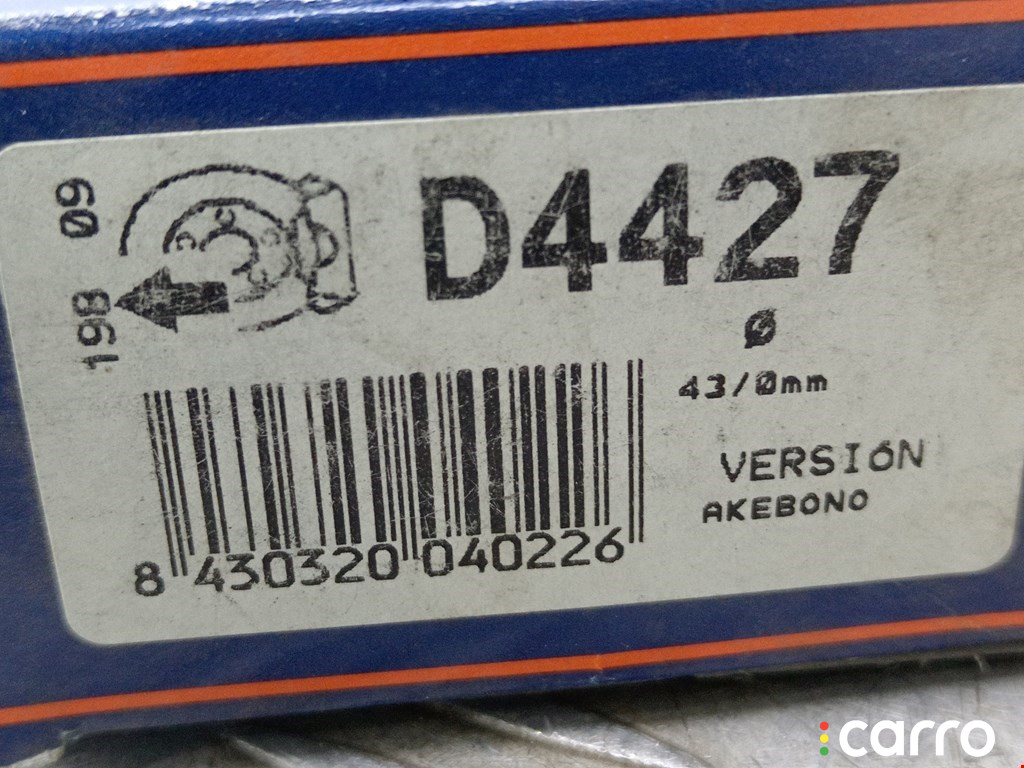 D4427
198 09
Ø
43/0mm
VERSIÓN
AKEBONO
8 430320 040226
carro